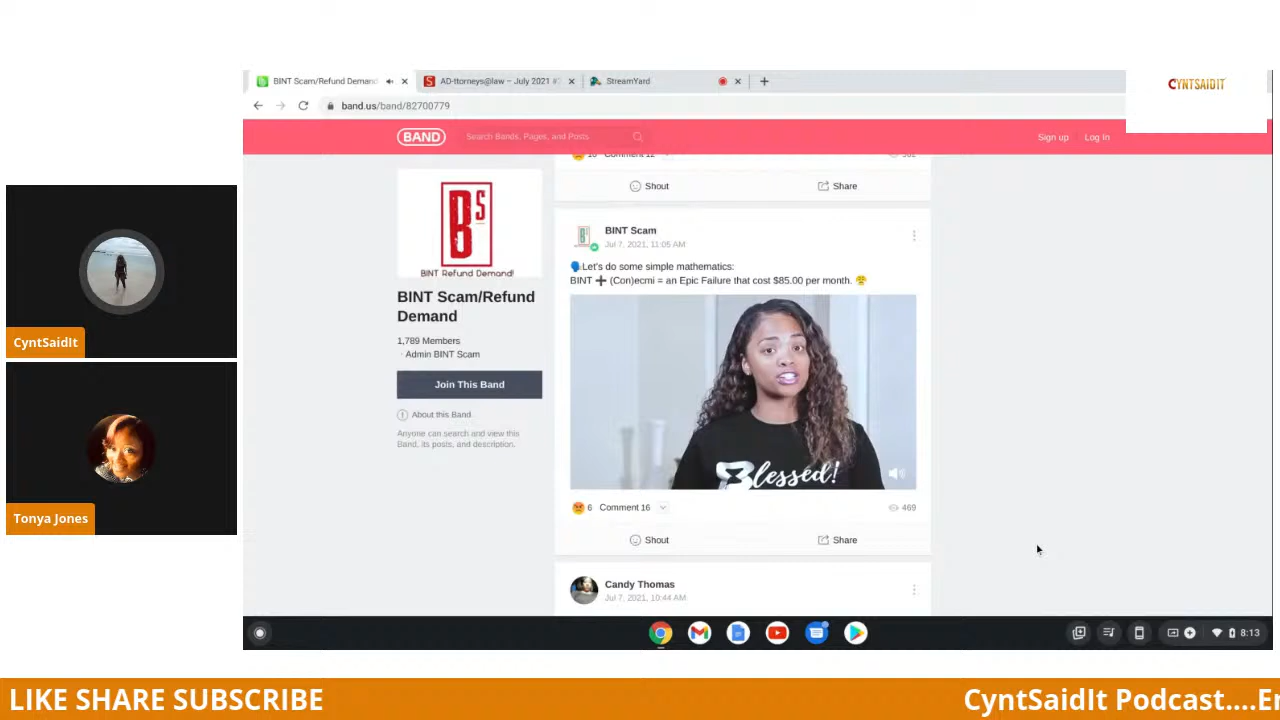 BINT Scam/Refund Demand
AD-ttorneys@law – July 2021 #
StreamYard
CYNTSAIDIT
band.us/band/82700779
BAND
Search Bands, Pages, and Posts
Sign up
Log In
10 Comment 12
Shout
Share
Bs
BINT Refund Demand!
BINT Scam/Refund
Demand
1,789 Members
· Admin BINT Scam
Join This Band
About this Band
Anyone can search and view this
Band, its posts, and description.
BINT Scam
Jul 7, 2021, 11:05 AM
Let's do some simple mathematics:
BINT ➕ (Con)ecmi = an Epic Failure that cost $85.00 per month. 😤
Blessed!
6 Comment 16
469
Shout
Share
Candy Thomas
Jul 7, 2021, 10:44 AM
8:13
CyntSaidIt
Tonya Jones
LIKE SHARE SUBSCRIBE
CyntSaidIt Podcast....Er